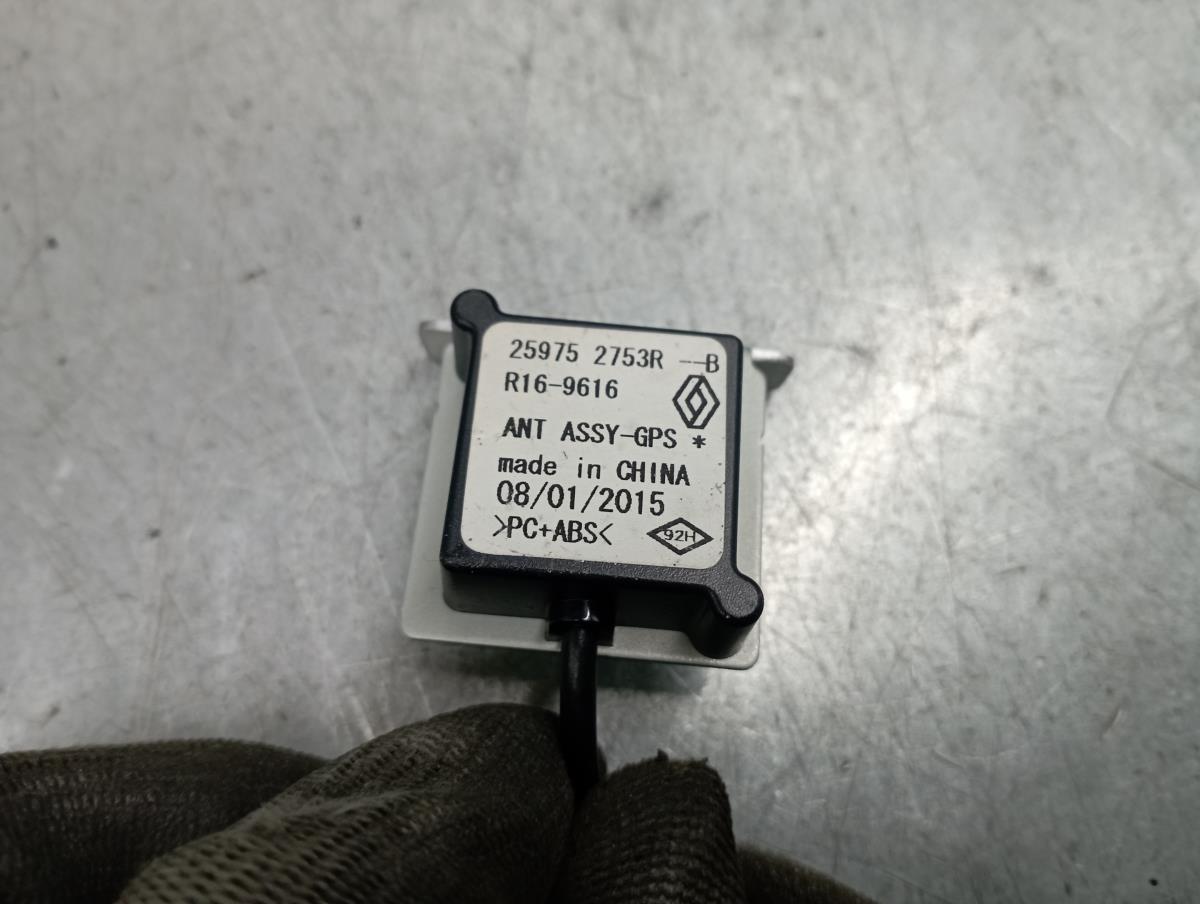 25975 2753R --B
R16-9616
ANT ASSY-GPS *
made in CHINA
08/01/2015
>PC+ABS<
92H